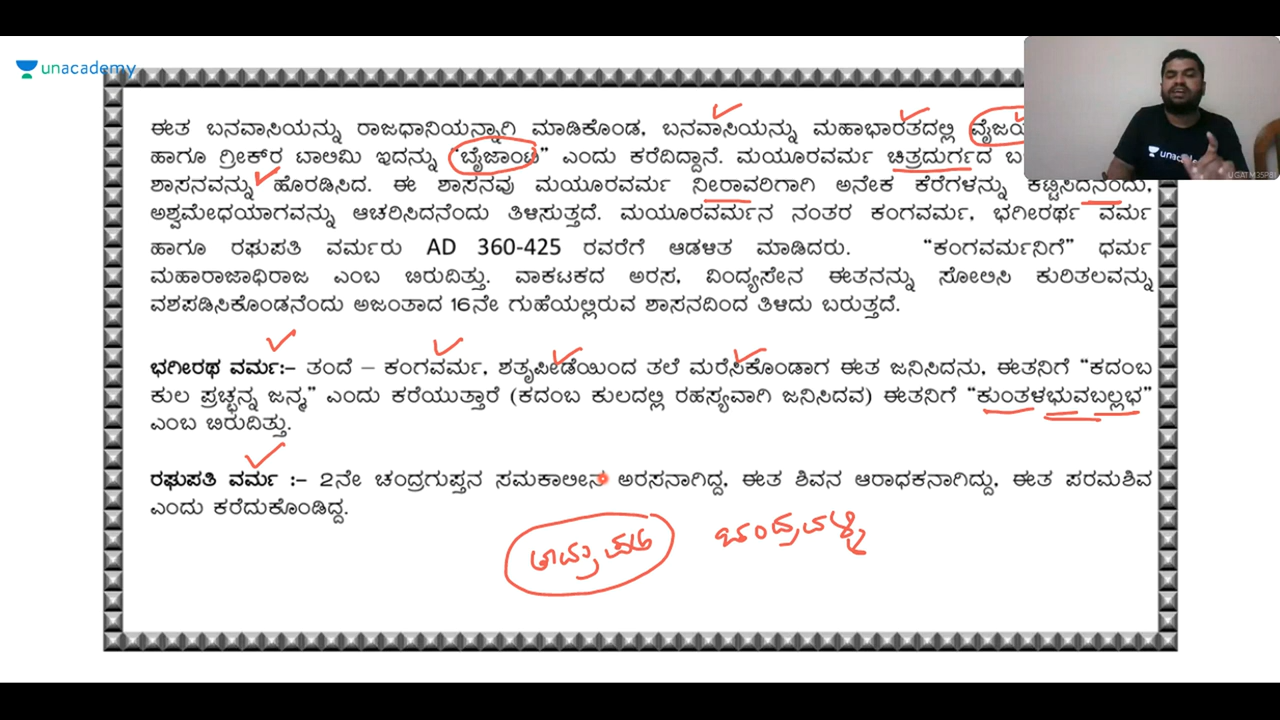 unacademy
ಈತ ಬನವಾಸಿಯನ್ನು ರಾಜಧಾನಿಯನ್ನಾಗಿ ಮಾಡಿಕೊಂಡ, ಬನವಾಸಿಯನ್ನು ಮಹಾಭಾರತದಲ್ಲಿ
ಹಾಗೂ ಗ್ರೀಕ್‌ರ ಟಾಲಮಿ ಇದನ್ನು "ಬೈಜಾಂಟಿ" ಎಂದು ಕರೆದಿದ್ದಾನೆ. ಮಯೂರವರ್ಮ ಚಿತ್ರದುರ್ಗದ
ಶಾಸನವನ್ನು ಹೊರಡಿಸಿದ. ಈ ಶಾಸನವು ಮಯೂರವರ್ಮ ನೀರಾವರಿಗಾಗಿ ಅನೇಕ ಕೆರೆಗಳನ್ನು ಕಟ್ಟಿಸಿದನೆಂದು,
ಅಶ್ವಮೇಧಯಾಗವನ್ನು ಆಚರಿಸಿದನೆಂದು ತಿಳಿಸುತ್ತದೆ. ಮಯೂರವರ್ಮನ ನಂತರ ಕಂಗವರ್ಮ, ಭಗೀರರ್ಥ ವರ್ಮ
ಹಾಗೂ ರಘುಪತಿ ವರ್ಮರು AD 360-425 ರವರೆಗೆ ಆಡಳಿತ ಮಾಡಿದರು. "ಕಂಗವರ್ಮನಿಗೆ" ಧರ್ಮ
ಮಹಾರಾಜಾಧಿರಾಜ ಎಂಬ ಬಿರುದಿತ್ತು. ವಾಕಟಕದ ಅರಸ, ವಿಂದ್ಯಸೇನ ಈತನನ್ನು ಸೋಲಿಸಿ ಕುರಿತಲವನ್ನು
ವಶಪಡಿಸಿಕೊಂಡನೆಂದು ಅಜಂತಾದ 16ನೇ ಗುಹೆಯಲ್ಲಿರುವ ಶಾಸನದಿಂದ ತಿಳಿದು ಬರುತ್ತದೆ.
ಭಗೀರಥ ವರ್ಮ:– ತಂದೆ – ಕಂಗವರ್ಮ, ಶತೃಪೀಡೆಯಿಂದ ತಲೆ ಮರೆಸಿಕೊಂಡಾಗ ಈತ ಜನಿಸಿದನು, ಈತನಿಗೆ "ಕದಂಬ
ಕುಲ ಪ್ರಚ್ಛನ್ನ ಜನ್ಮ" ಎಂದು ಕರೆಯುತ್ತಾರೆ (ಕದಂಬ ಕುಲದಲ್ಲಿ ರಹಸ್ಯವಾಗಿ ಜನಿಸಿದವ) ಈತನಿಗೆ "ಕುಂತಳಭುವಬಲ್ಲಭ"
ಎಂಬ ಬಿರುದಿತ್ತು.
ರಘುಪತಿ ವರ್ಮ :– 2ನೇ ಚಂದ್ರಗುಪ್ತನ ಸಮಕಾಲೀನ ಅರಸನಾಗಿದ್ದ, ಈತ ಶಿವನ ಆರಾಧಕನಾಗಿದ್ದು, ಈತ ಪರಮಶಿವ
ಎಂದು ಕರೆದುಕೊಂಡಿದ್ದ.
ಚಂದ್ರವಳ್ಳಿ